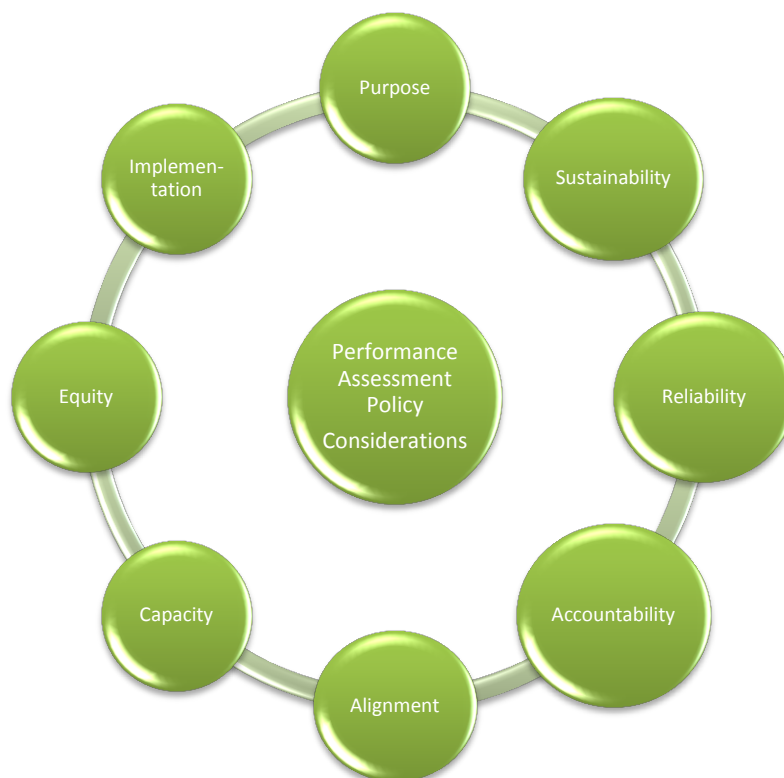 Purpose
Sustainability
Reliability
Accountability
Alignment
Capacity
Equity
Implemen-
tation
Performance
Assessment
Policy
Considerations